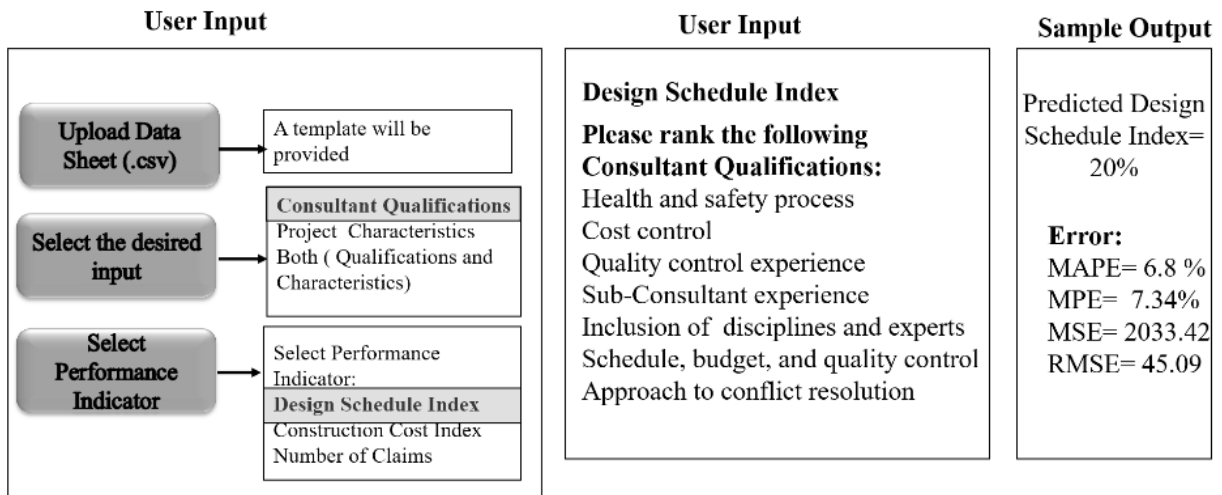 User Input
Upload Data
Sheet (.csv)
A template will be
provided
Select the desired
input
Consultant Qualifications
Project Characteristics
Both ( Qualifications and
Characteristics)
Select
Performance
Indicator
Select Performance
Indicator:
Design Schedule Index
Construction Cost Index
Number of Claims
User Input
Design Schedule Index
Please rank the following
Consultant Qualifications:
Health and safety process
Cost control
Quality control experience
Sub-Consultant experience
Inclusion of disciplines and experts
Schedule, budget, and quality control
Approach to conflict resolution
Sample Output
Predicted Design
Schedule Index=
20%
Error:
MAPE= 6.8 %
MPE= 7.34%
MSE= 2033.42
RMSE= 45.09